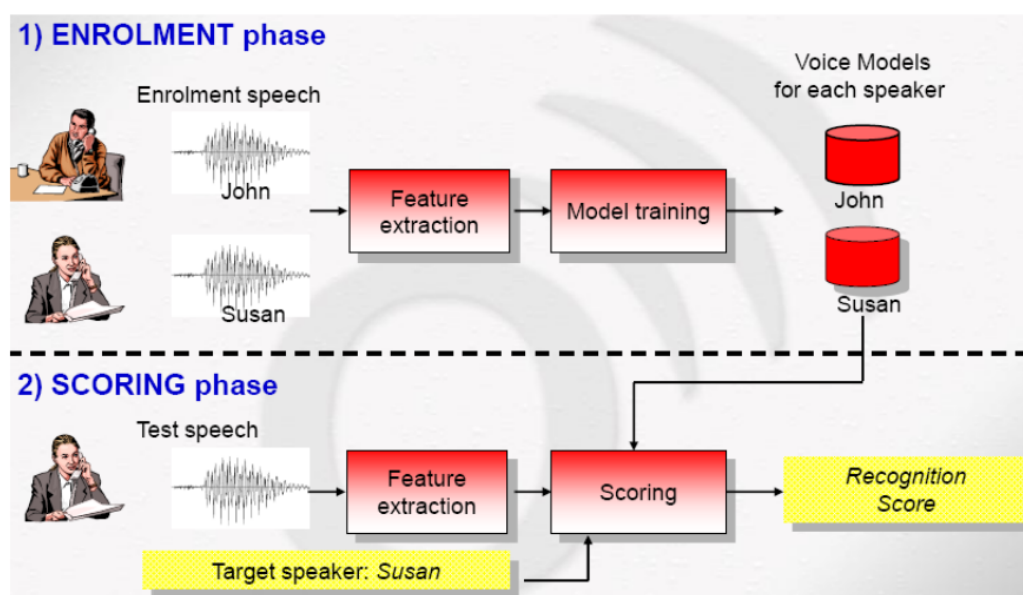 1) ENROLMENT phase
Enrolment speech
John
Susan
Feature
extraction
Model training
Voice Models
for each speaker
John
Susan
2) SCORING phase
Test speech
Feature
extraction
Scoring
Recognition
Score
Target speaker: Susan